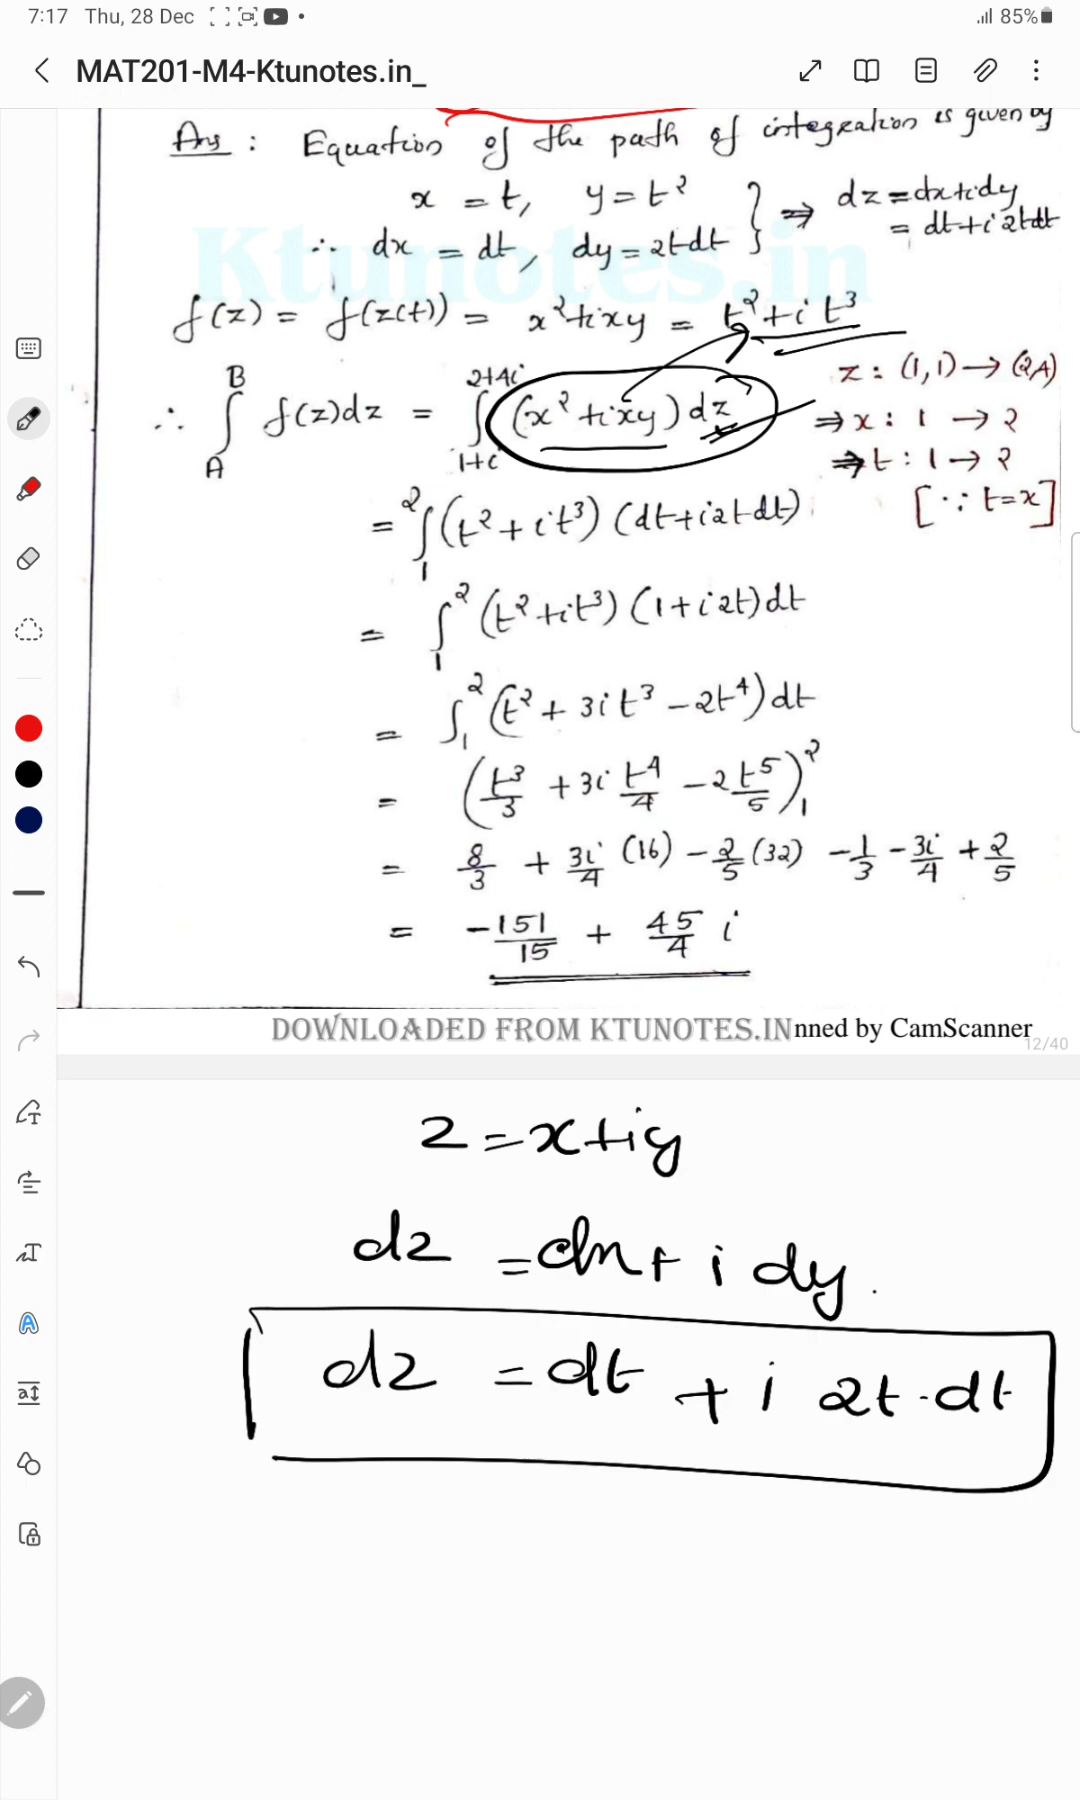 7:17 Thu, 28 Dec
85%
MAT201-M4-Ktunotes.in_
Ans : Equation of the path of integration is given by
x = t, y = t² } ⇒ dz = dx+idy
∴ dx = dt, dy = 2tdt = dt+i2tdt
Ktunotes.in
f(z) = f(z(t)) = x²+ixy = t²+it³
∴ ∫_A^B f(z)dz = ∫_{1+i}^{2+4i} (x²+ixy) dz
z : (1,1) → (2,4)
⇒ x : 1 → 2
⇒ t : 1 → 2
[∵ t=x]
= ∫_1^2 (t²+it³) (dt+i2tdt)
= ∫_1^2 (t²+it³) (1+i2t)dt
= ∫_1^2 (t² + 3it³ - 2t⁴) dt
= (t³/3 + 3i t⁴/4 - 2t⁵/5)_1^2
= 8/3 + 3i/4 (16) - 2/5 (32) - 1/3 - 3i/4 + 2/5
= -151/15 + 45/4 i
DOWNLOADED FROM KTUNOTES.IN nned by CamScanner
12/40
z = x+iy
dz = dx + i dy.
dz = dt + i 2t·dt